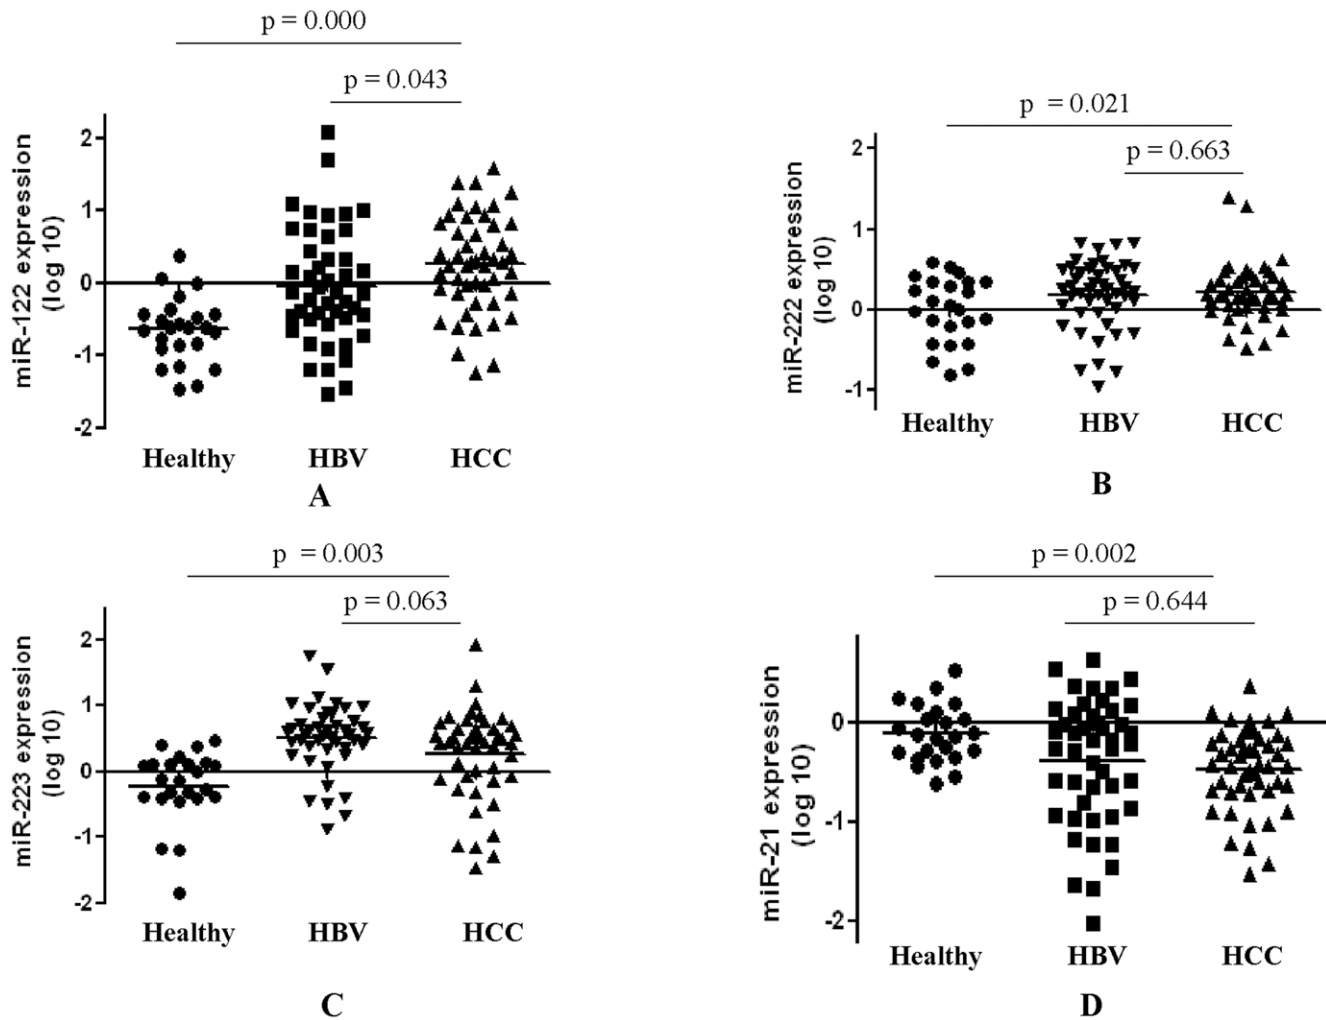 p = 0.000
p = 0.043
miR-122 expression
(log 10)
2
1
0
-1
-2
Healthy HBV HCC
A
p = 0.021
p = 0.663
miR-222 expression
(log 10)
2
1
0
-1
Healthy HBV HCC
B
p = 0.003
p = 0.063
miR-223 expression
(log 10)
2
1
0
-1
-2
Healthy HBV HCC
C
p = 0.002
p = 0.644
miR-21 expression
(log 10)
0
-1
-2
Healthy HBV HCC
D